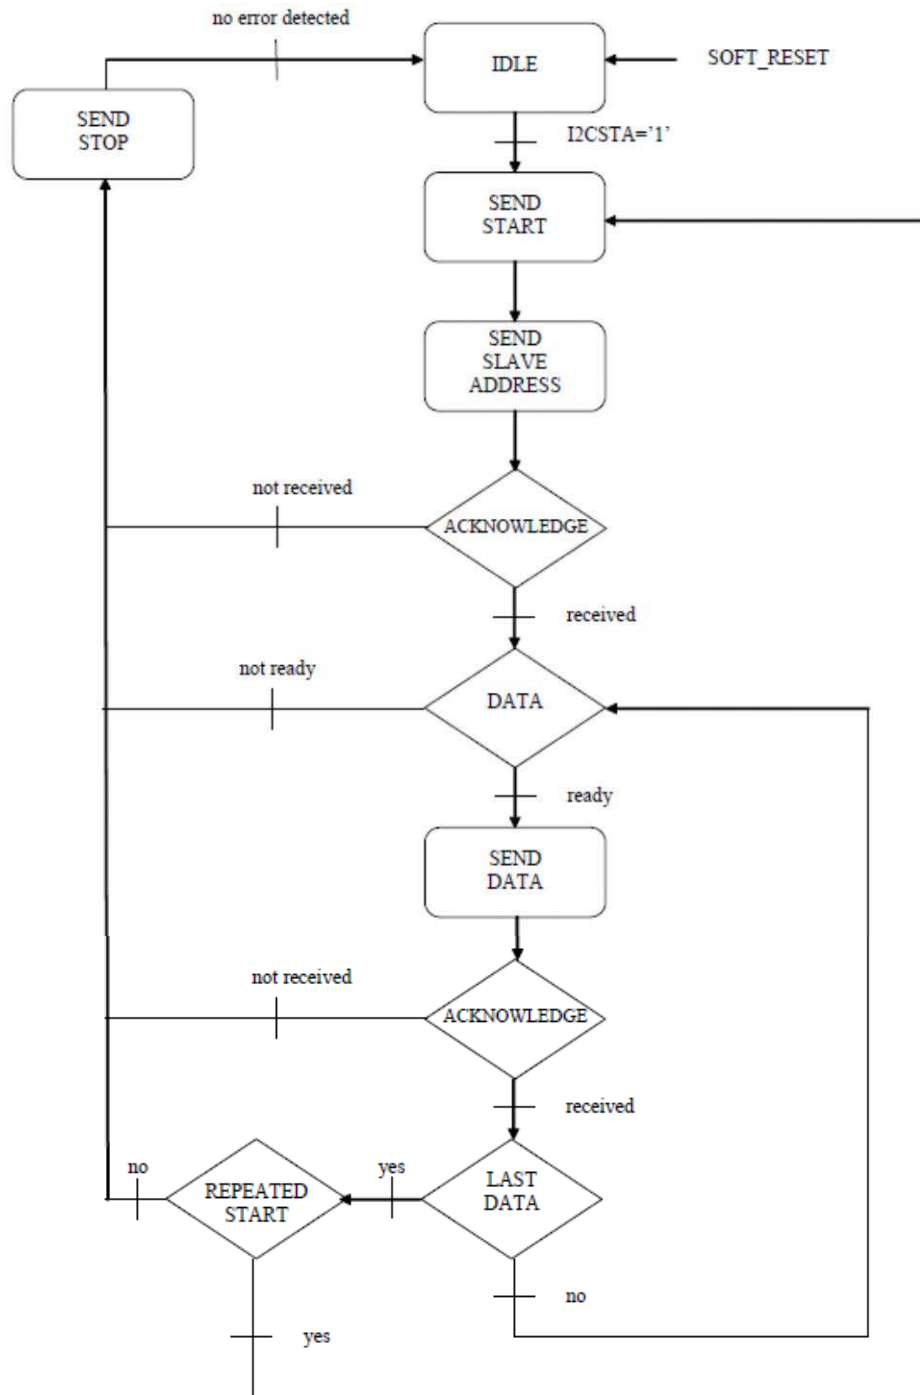 no error detected
IDLE
SOFT_RESET
SEND
STOP
I2CSTA='1'
SEND
START
SEND
SLAVE
ADDRESS
not received
ACKNOWLEDGE
received
not ready
DATA
ready
SEND
DATA
not received
ACKNOWLEDGE
received
no
yes
REPEATED
START
LAST
DATA
no
yes